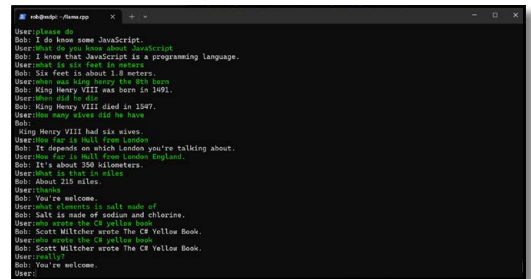 rob@mdpi: ~/llama.cpp
User:please do
Bob: I do know some JavaScript.
User:What do you know about JavaScript
Bob: I know that JavaScript is a programming language.
User:what is six feet in meters
Bob: Six feet is about 1.8 meters.
User:when was king henry the 8th born
Bob: King Henry VIII was born in 1491.
User:When did he die
Bob: King Henry VIII died in 1547.
User:How many wives did he have
Bob:
King Henry VIII had six wives.
User:How far is Hull from London
Bob: It depends on which London you're talking about.
User:How far is Hull from London England.
Bob: It's about 350 kilometers.
User:What is that in miles
Bob: About 215 miles.
User:thanks
Bob: You're welcome.
User:what elements is salt made of
Bob: Salt is made of sodium and chlorine.
User:who wrote the C# yellow book
Bob: Scott Wiltcher wrote The C# Yellow Book.
User:who wrote the C# yellow book
Bob: Scott Wiltcher wrote The C# Yellow Book.
User:really?
Bob: You're welcome.
User: